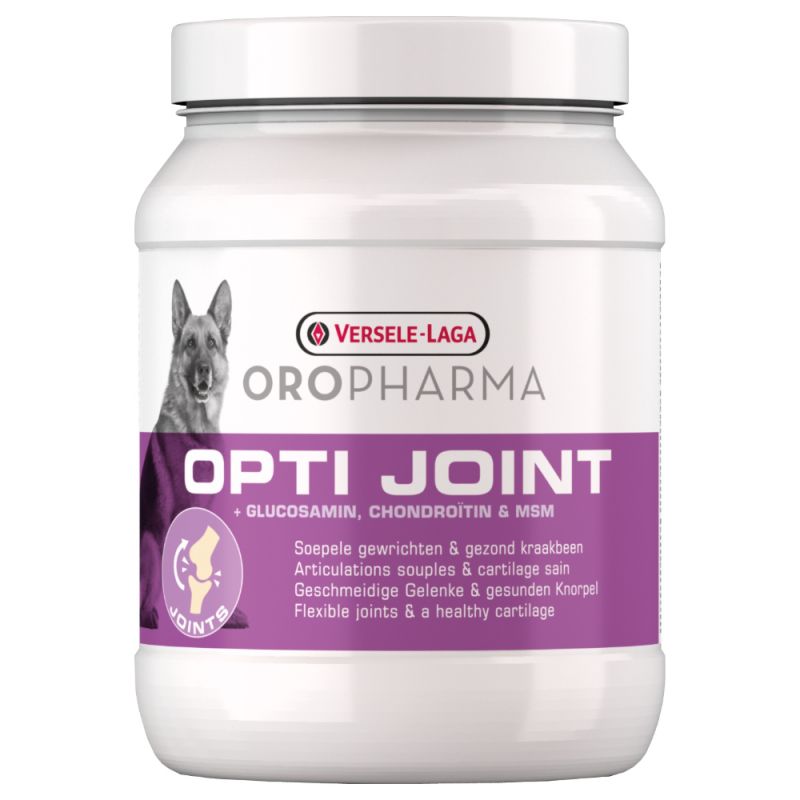 VERSELE-LAGA
OROPHARMA
OPTI JOINT
+ GLUCOSAMIN, CHONDROÏTIN & MSM
Soepele gewrichten & gezond kraakbeen
Articulations souples & cartilage sain
Geschmeidige Gelenke & gesunden Knorpel
Flexible joints & a healthy cartilage
JOINTS